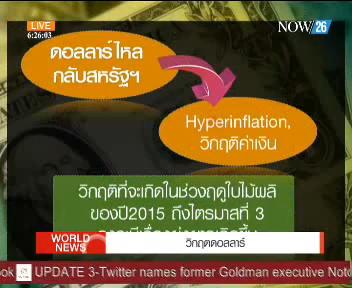 LIVE
6:26:03
NOW 26
ดอลลาร์ไหล
กลับสหรัฐฯ
Hyperinflation,
วิกฤติค่าเงิน
วิกฤติที่จะเกิดในช่วงฤดูใบไม้ผลิ
ของปี2015 ถึงไตรมาสที่ 3
WORLD
NEWS
วิกฤตดอลลาร์
ook UPDATE 3-Twitter names former Goldman executive Noto